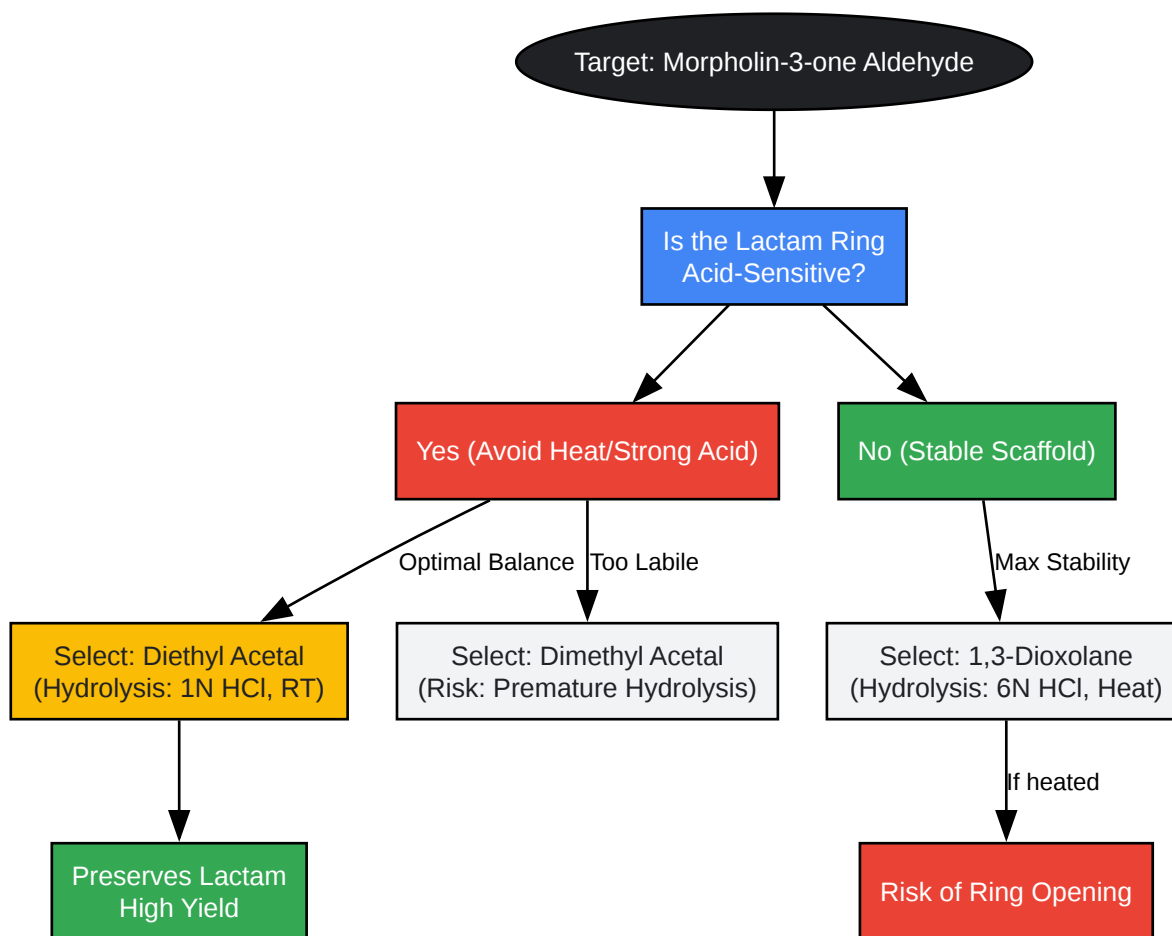 Target: Morpholin-3-one Aldehyde
Is the Lactam Ring
Acid-Sensitive?
Yes (Avoid Heat/Strong Acid)
No (Stable Scaffold)
Optimal Balance
Too Labile
Max Stability
Select: Diethyl Acetal
(Hydrolysis: 1N HCl, RT)
Select: Dimethyl Acetal
(Risk: Premature Hydrolysis)
Select: 1,3-Dioxolane
(Hydrolysis: 6N HCl, Heat)
If heated
Preserves Lactam
High Yield
Risk of Ring Opening